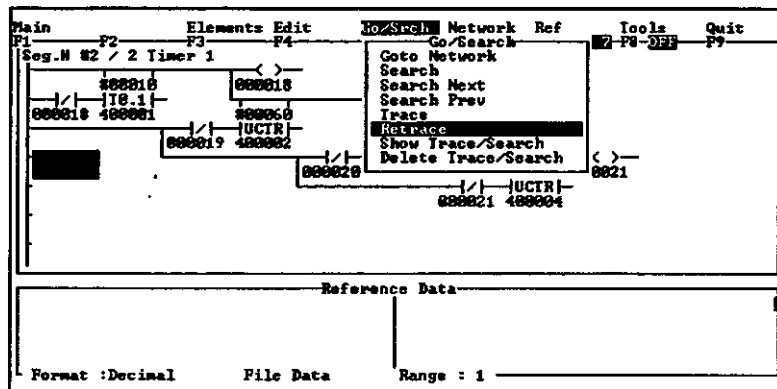 Main Elements Edit Go/Srch Network Ref Tools Quit
F1 F2 F3 F4 Go/Search 7 F8-OFF F9
Seg.N #2 / 2 Timer 1
Goto Network
Search
Search Next
Search Prev
Trace
Retrace
Show Trace/Search
Delete Trace/Search
( )
#00010 000018
T0.1
000018 400001 #00060
UCTR
000019 400002
( )
000020 0021
UCTR
000021 400004
Reference Data
Format :Decimal File Data Range : 1